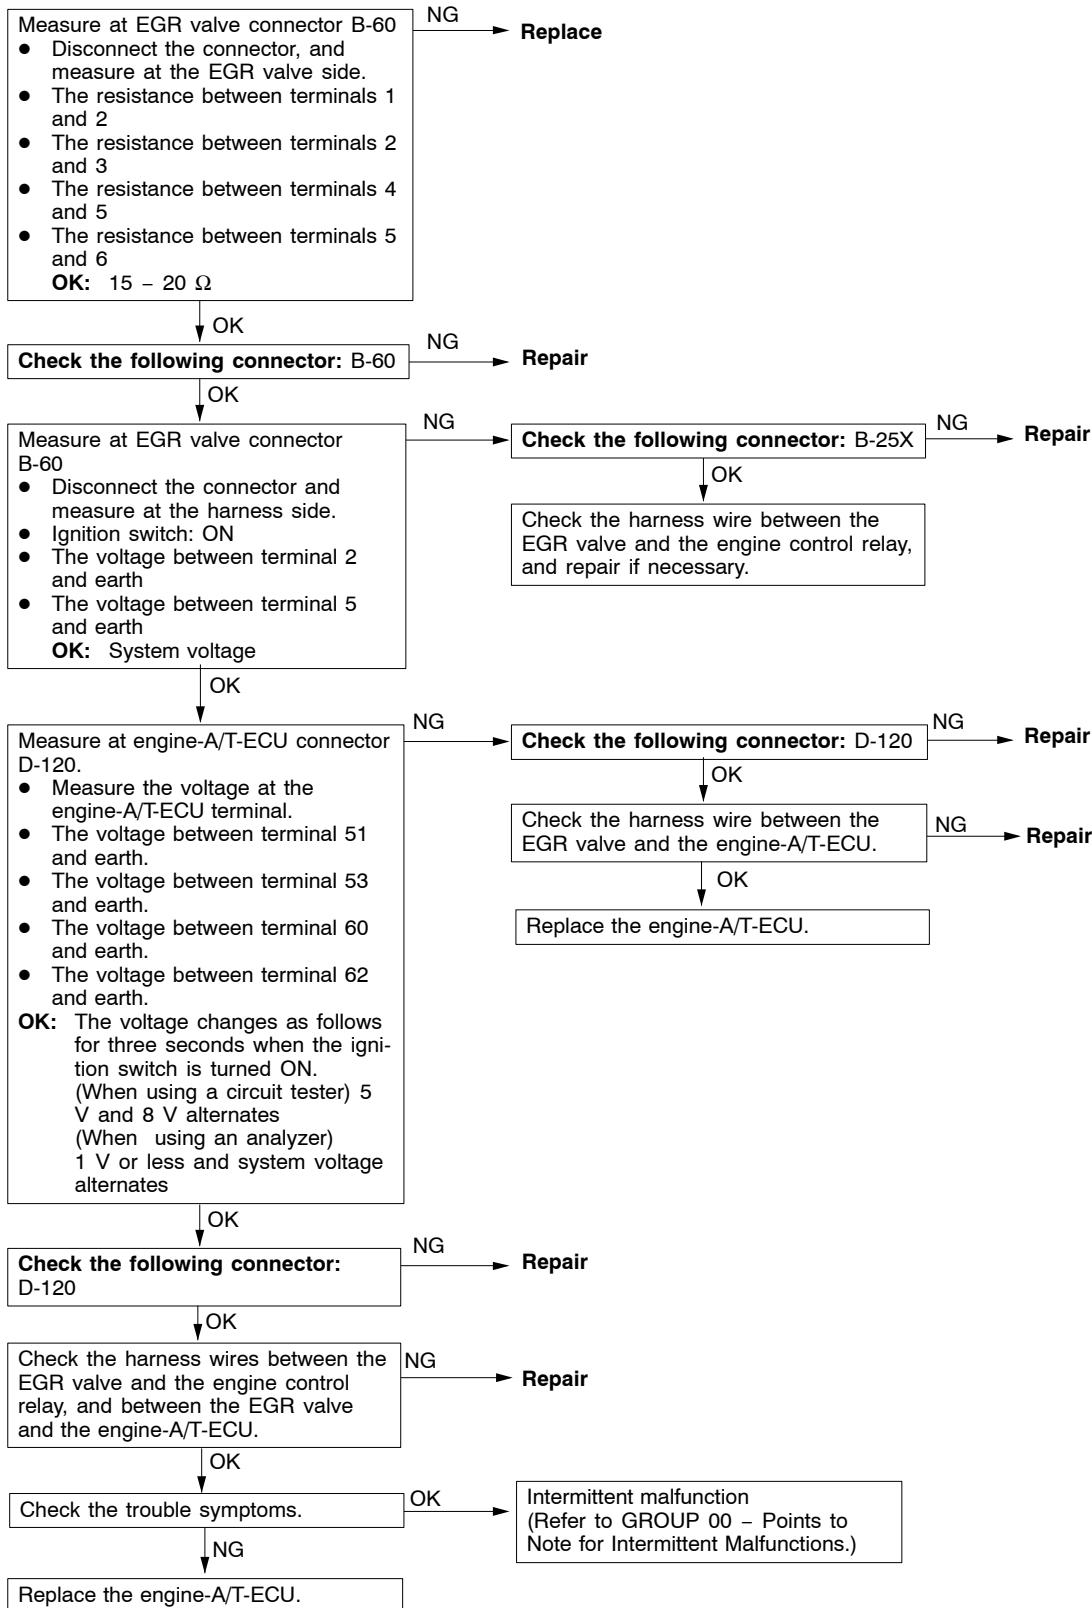 Measure at EGR valve connector B-60
● Disconnect the connector, and
measure at the EGR valve side.
● The resistance between terminals 1
and 2
● The resistance between terminals 2
and 3
● The resistance between terminals 4
and 5
● The resistance between terminals 5
and 6
OK: 15 – 20 Ω
NG
Replace
OK
Check the following connector: B-60
NG
Repair
OK
Measure at EGR valve connector
B-60
● Disconnect the connector and
measure at the harness side.
● Ignition switch: ON
● The voltage between terminal 2
and earth
● The voltage between terminal 5
and earth
OK: System voltage
NG
Check the following connector: B-25X
NG
Repair
OK
Check the harness wire between the
EGR valve and the engine control relay,
and repair if necessary.
OK
Measure at engine-A/T-ECU connector
D-120.
● Measure the voltage at the
engine-A/T-ECU terminal.
● The voltage between terminal 51
and earth.
● The voltage between terminal 53
and earth.
● The voltage between terminal 60
and earth.
● The voltage between terminal 62
and earth.
OK: The voltage changes as follows
for three seconds when the igni-
tion switch is turned ON.
(When using a circuit tester) 5
V and 8 V alternates
(When using an analyzer)
1 V or less and system voltage
alternates
NG
Check the following connector: D-120
NG
Repair
OK
Check the harness wire between the
EGR valve and the engine-A/T-ECU.
NG
Repair
OK
Replace the engine-A/T-ECU.
OK
Check the following connector:
D-120
NG
Repair
OK
Check the harness wires between the
EGR valve and the engine control
relay, and between the EGR valve
and the engine-A/T-ECU.
NG
Repair
OK
Check the trouble symptoms.
OK
Intermittent malfunction
(Refer to GROUP 00 – Points to
Note for Intermittent Malfunctions.)
NG
Replace the engine-A/T-ECU.